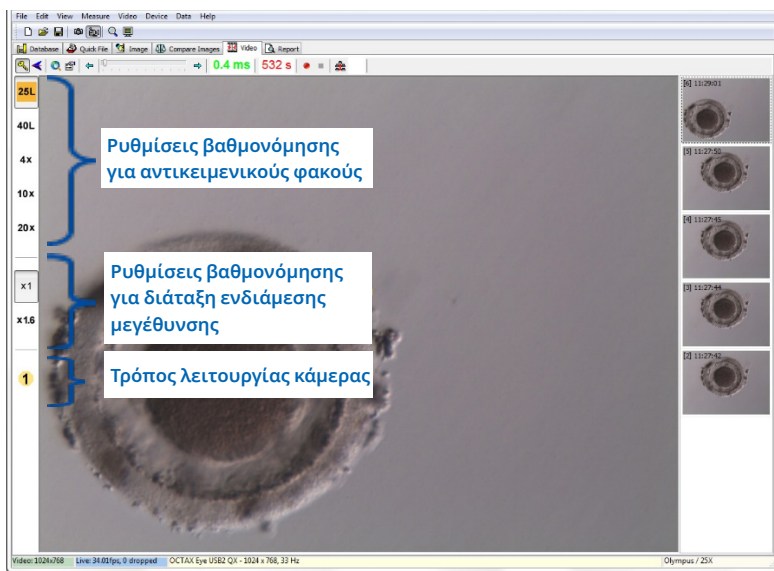 File Edit View Measure Video Device Data Help
Database Quick File Image Compare Images Video Report
0.4 ms 532 s
25L
40L
4x
10x
20x
x1
x1.6
1
Ρυθμίσεις βαθμονόμησης
για αντικειμενικούς φακούς
Ρυθμίσεις βαθμονόμησης
για διάταξη ενδιάμεσης
μεγέθυνσης
Τρόπος λειτουργίας κάμερας
[6] 11:29:01
[5] 11:27:50
[4] 11:27:45
[3] 11:27:44
[2] 11:27:42
Video: 1024x768 Live: 34.01fps, 0 dropped OCTAX Eye USB2 QX - 1024 x 768, 33 Hz Olympus / 25X